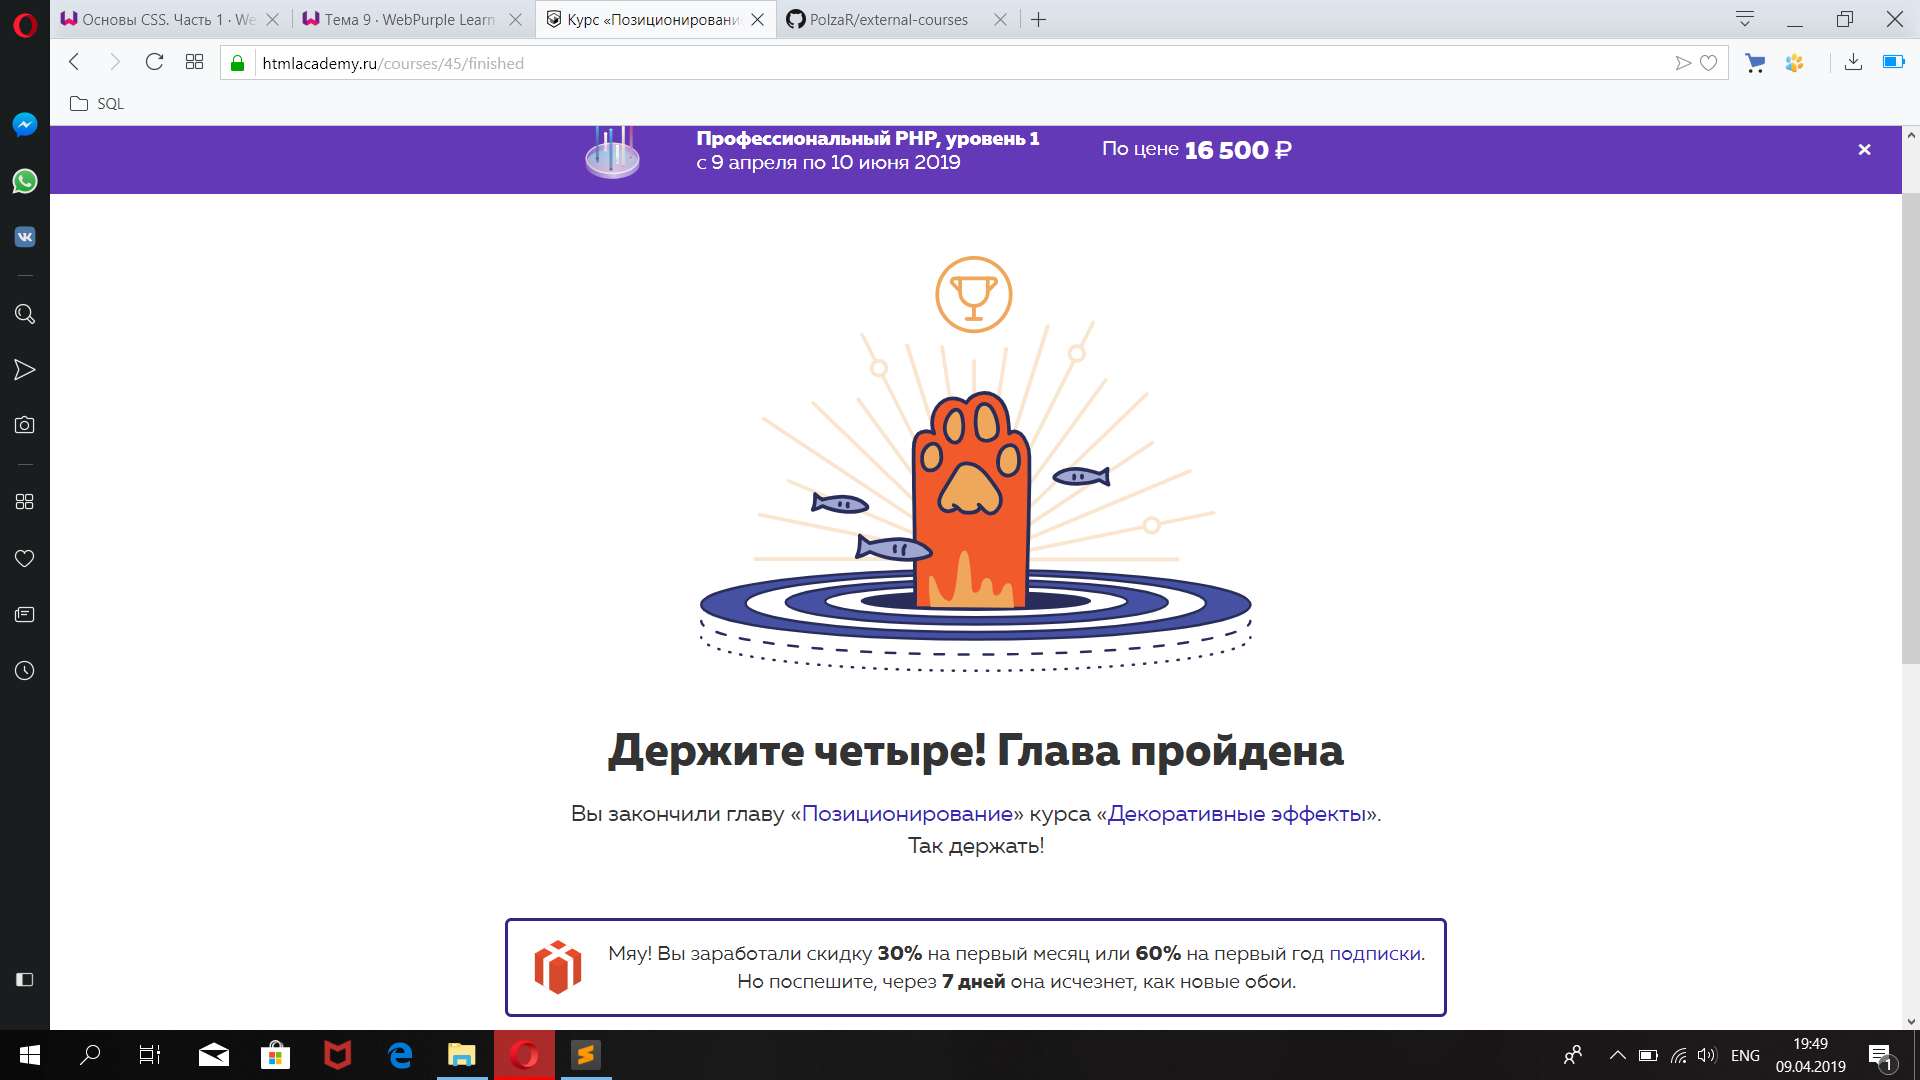 Основы CSS. Часть 1 · We
Тема 9 · WebPurple Learn
Курс «Позиционировани
PolzaR/external-courses
htmlacademy.ru/courses/45/finished
SQL
Профессиональный PHP, уровень 1
По цене 16 500 ₽
с 9 апреля по 10 июня 2019
Держите четыре! Глава пройдена
Вы закончили главу «Позиционирование» курса «Декоративные эффекты».
Так держать!
Мяу! Вы заработали скидку 30% на первый месяц или 60% на первый год подписки.
Но поспешите, через 7 дней она исчезнет, как новые обои.
ENG
19:49
09.04.2019
1